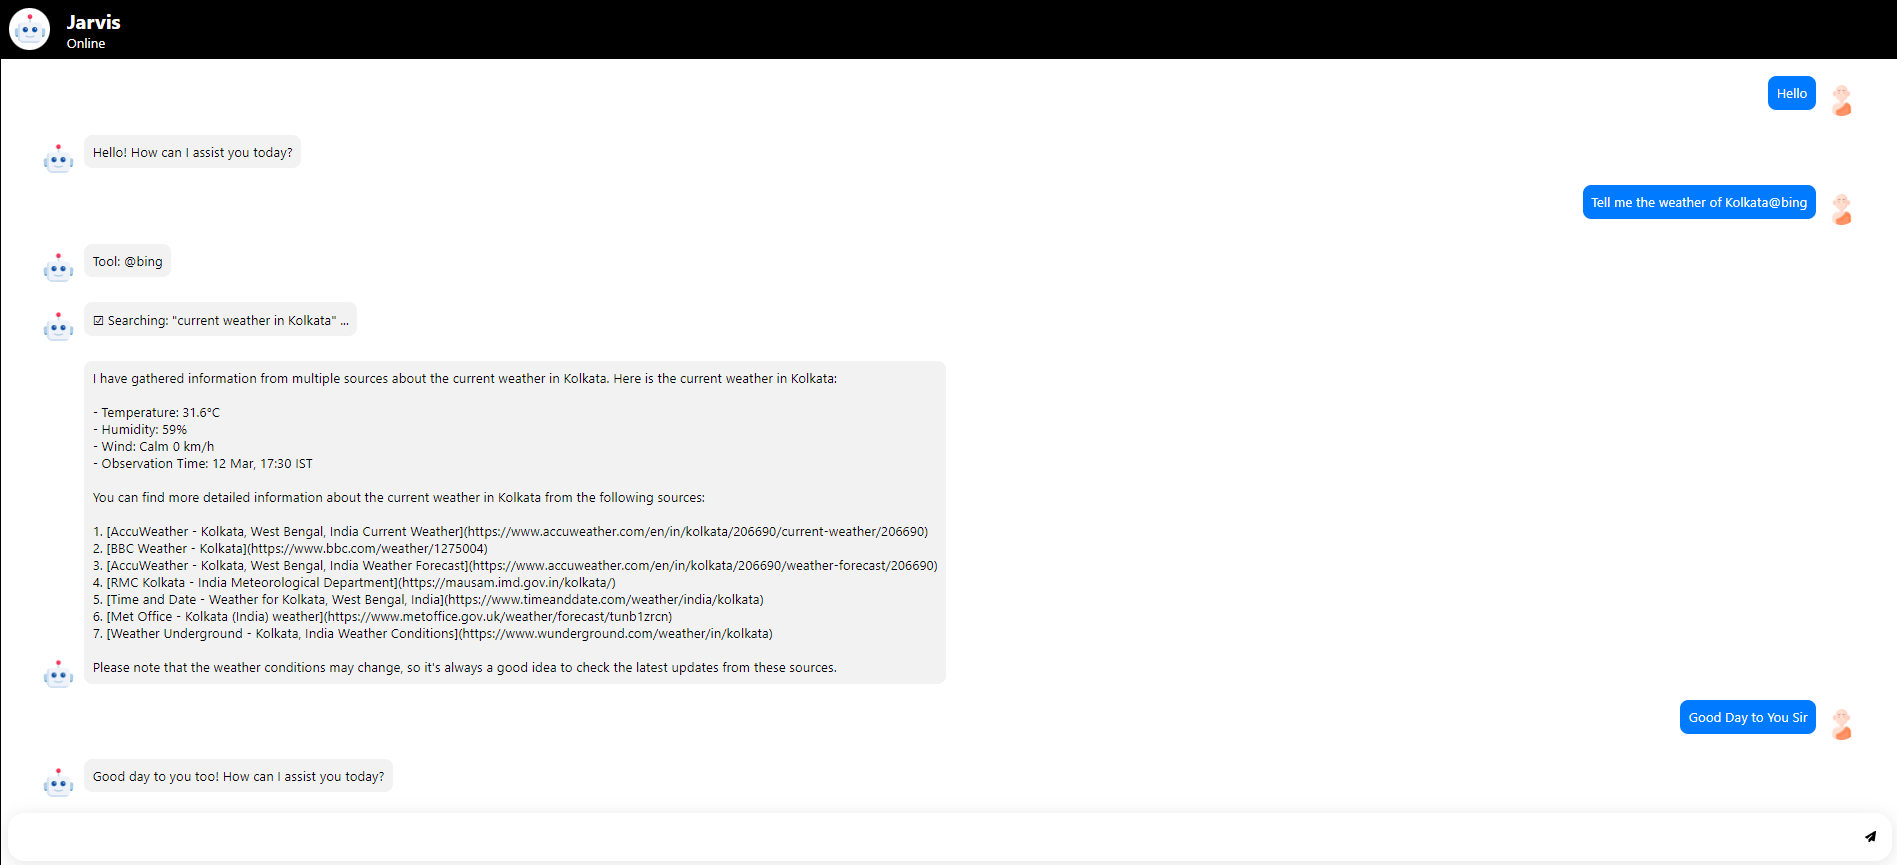 Jarvis
Online
Hello
Hello! How can I assist you today?
Tell me the weather of Kolkata@bing
Tool: @bing
☑ Searching: "current weather in Kolkata" ...
I have gathered information from multiple sources about the current weather in Kolkata. Here is the current weather in Kolkata:
- Temperature: 31.6°C
- Humidity: 59%
- Wind: Calm 0 km/h
- Observation Time: 12 Mar, 17:30 IST
You can find more detailed information about the current weather in Kolkata from the following sources:
1. [AccuWeather - Kolkata, West Bengal, India Current Weather](https://www.accuweather.com/en/in/kolkata/206690/current-weather/206690)
2. [BBC Weather - Kolkata](https://www.bbc.com/weather/1275004)
3. [AccuWeather - Kolkata, West Bengal, India Weather Forecast](https://www.accuweather.com/en/in/kolkata/206690/weather-forecast/206690)
4. [RMC Kolkata - India Meteorological Department](https://mausam.imd.gov.in/kolkata/)
5. [Time and Date - Weather for Kolkata, West Bengal, India](https://www.timeanddate.com/weather/india/kolkata)
6. [Met Office - Kolkata (India) weather](https://www.metoffice.gov.uk/weather/forecast/tunb1zrcn)
7. [Weather Underground - Kolkata, India Weather Conditions](https://www.wunderground.com/weather/in/kolkata)
Please note that the weather conditions may change, so it's always a good idea to check the latest updates from these sources.
Good Day to You Sir
Good day to you too! How can I assist you today?